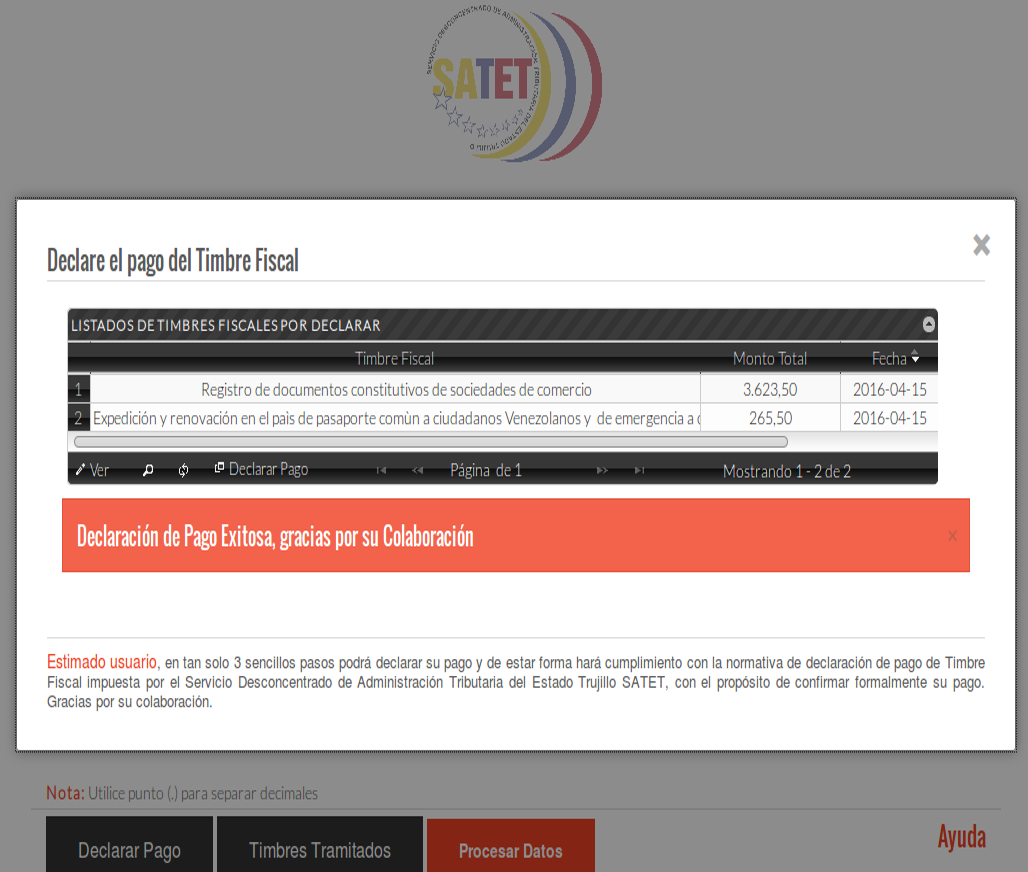 SERVICIO DESCONCENTRADO DE ADMINISTRACIÓN TRIBUTARIA DEL ESTADO TRUJILLO
SATET
Declare el pago del Timbre Fiscal
×
LISTADOS DE TIMBRES FISCALES POR DECLARAR
Timbre Fiscal Monto Total Fecha
1 Registro de documentos constitutivos de sociedades de comercio 3.623,50 2016-04-15
2 Expedición y renovación en el pais de pasaporte comùn a ciudadanos Venezolanos y de emergencia a 265,50 2016-04-15
Ver Declarar Pago Página de 1 Mostrando 1 - 2 de 2
Declaración de Pago Exitosa, gracias por su Colaboración x
Estimado usuario, en tan solo 3 sencillos pasos podrá declarar su pago y de estar forma hará cumplimiento con la normativa de declaración de pago de Timbre
Fiscal impuesta por el Servicio Desconcentrado de Administración Tributaria del Estado Trujillo SATET, con el propósito de confirmar formalmente su pago.
Gracias por su colaboración.
Nota: Utilice punto (.) para separar decimales
Declarar Pago Timbres Tramitados Procesar Datos Ayuda